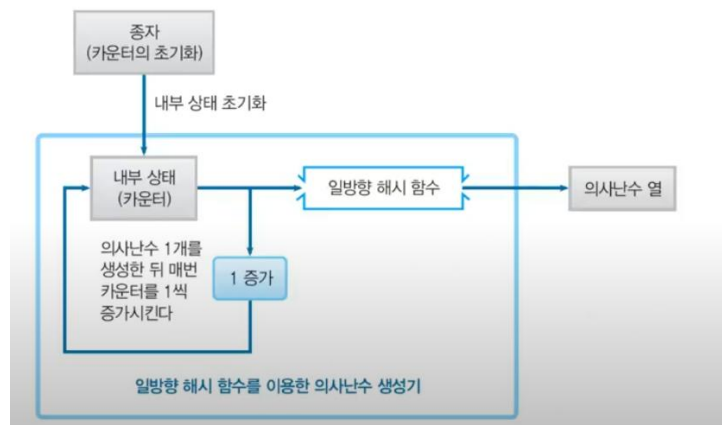 종자
(카운터의 초기화)
내부 상태 초기화
내부 상태
(카운터)
일방향 해시 함수
의사난수 열
의사난수 1개를
생성한 뒤 매번
카운터를 1씩
증가시킨다
1 증가
일방향 해시 함수를 이용한 의사난수 생성기